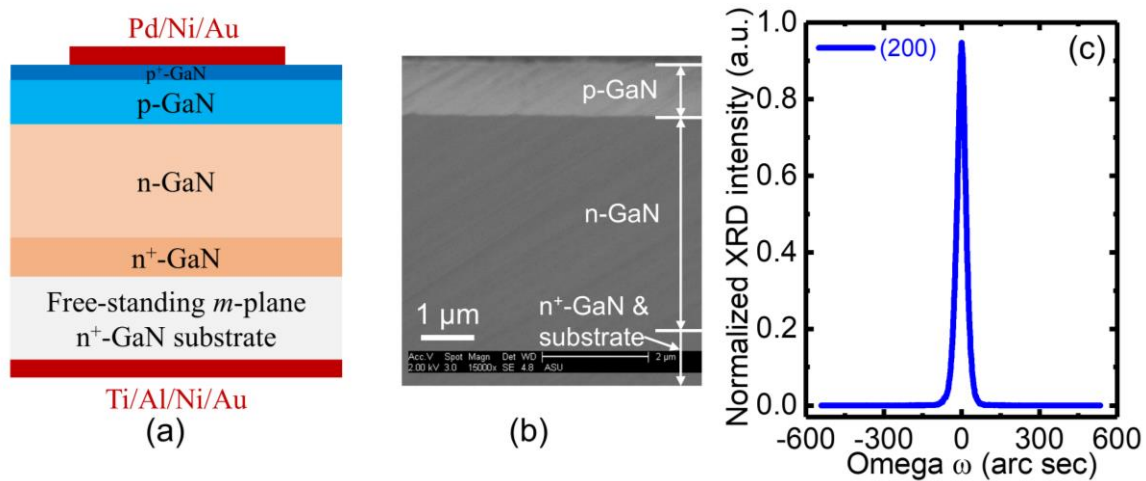 Pd/Ni/Au
p⁺-GaN
p-GaN
n-GaN
n⁺-GaN
Free-standing m-plane
n⁺-GaN substrate
Ti/Al/Ni/Au
(a)
p-GaN
n-GaN
n⁺-GaN &
substrate
1 μm
Acc.V Spot Magn Det WD 2 μm
2.00 kV 3.0 15000x SE 4.8 ASU
(b)
(200)
(c)
Normalized XRD intensity (a.u.)
1.0
0.8
0.6
0.4
0.2
0.0
-600 -300 0 300 600
Omega ω (arc sec)